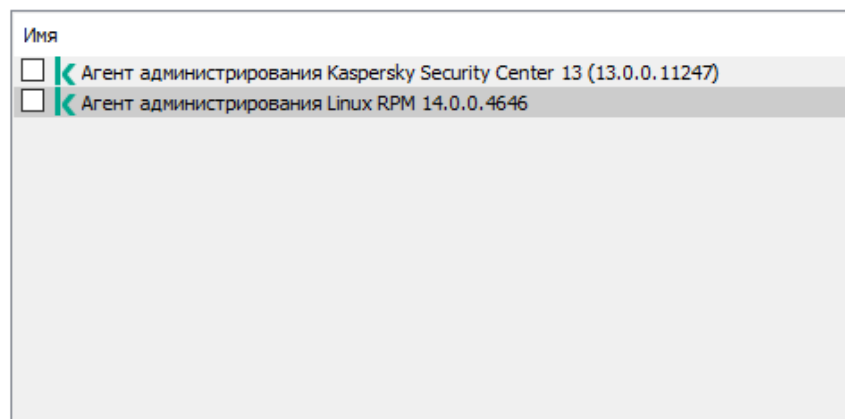 Имя
Агент администрирования Kaspersky Security Center 13 (13.0.0.11247)
Агент администрирования Linux RPM 14.0.0.4646